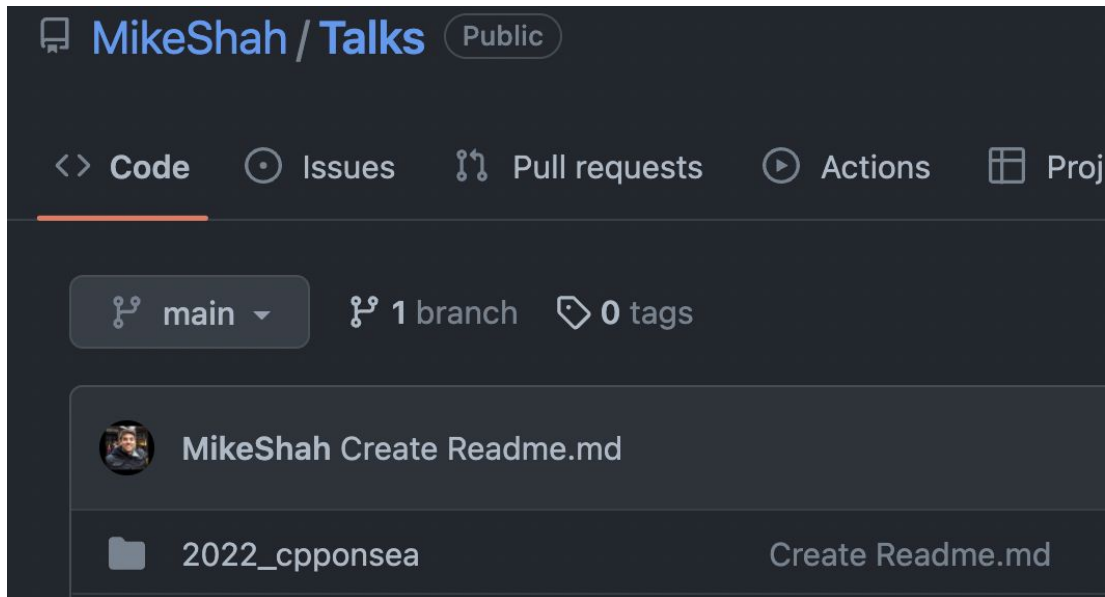 MikeShah / Talks Public
Code Issues Pull requests Actions Proj
main 1 branch 0 tags
MikeShah Create Readme.md
2022_cpponsea Create Readme.md